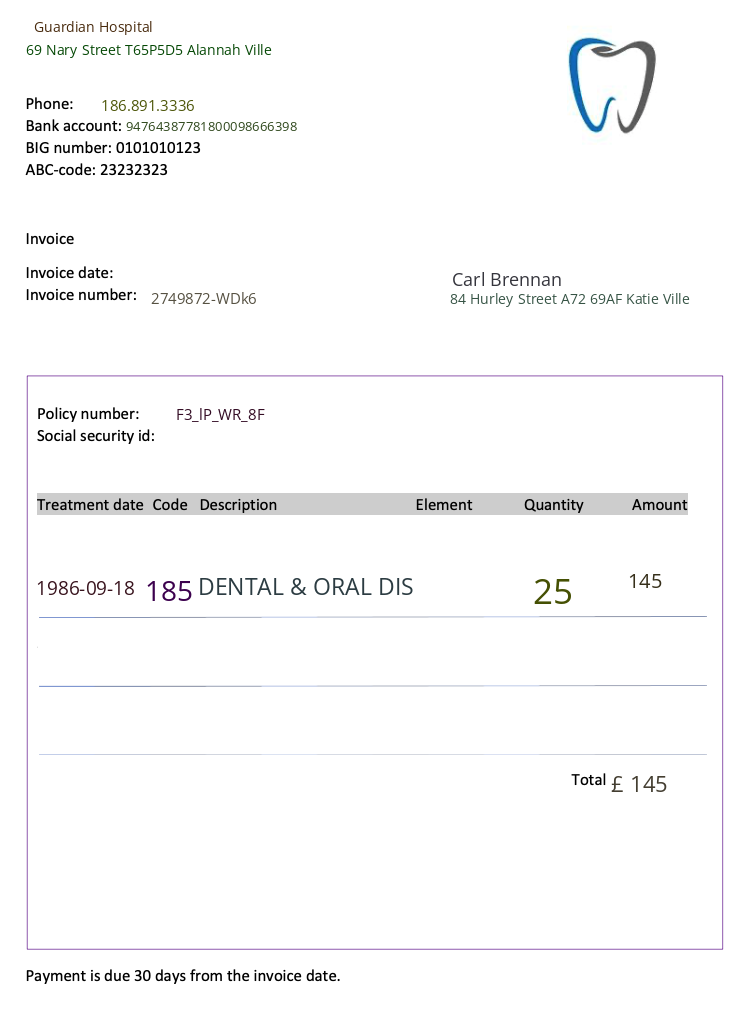 Guardian Hospital
69 Nary Street T65P5D5 Alannah Ville
Phone: 186.891.3336
Bank account: 94764387781800098666398
BIG number: 0101010123
ABC-code: 23232323
Invoice
Invoice date:
Invoice number: 2749872-WDk6
Carl Brennan
84 Hurley Street A72 69AF Katie Ville
Policy number: F3_lP_WR_8F
Social security id:
Treatment date Code Description Element Quantity Amount
1986-09-18 185 DENTAL & ORAL DIS 25 145
Total £ 145
Payment is due 30 days from the invoice date.